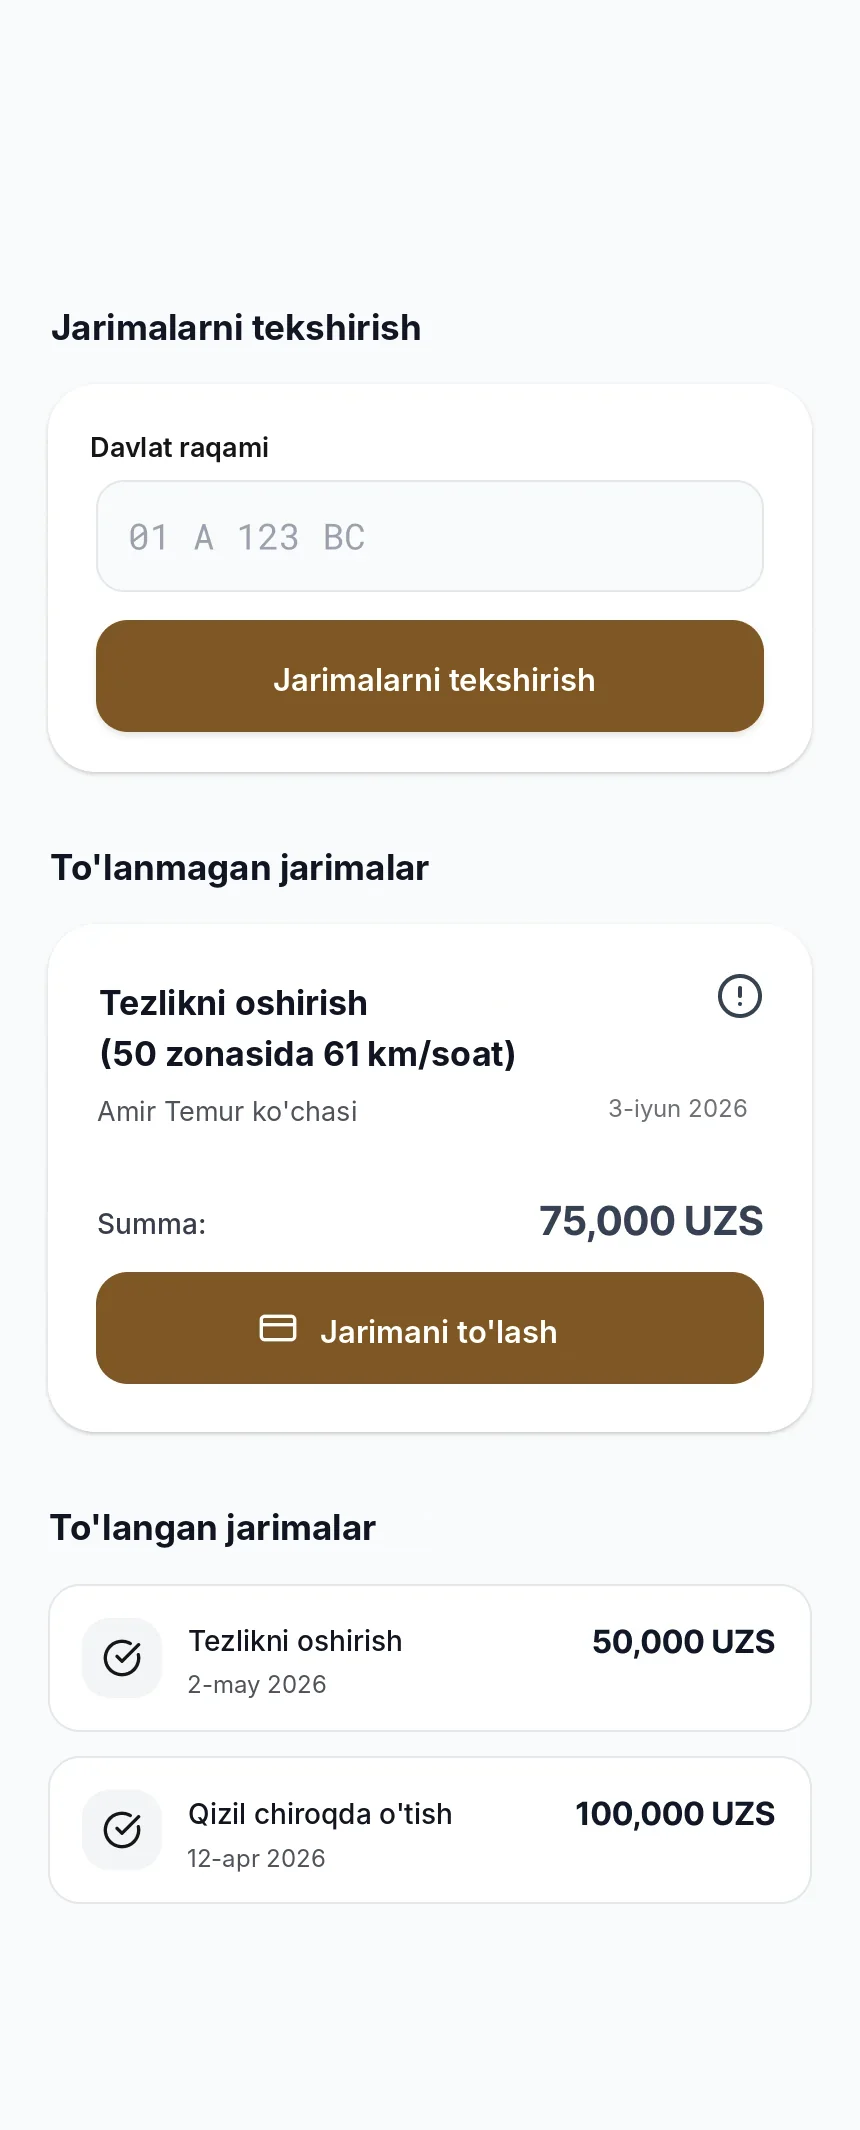 Jarimalarni tekshirish
Davlat raqami
01 A 123 BC
Jarimalarni tekshirish
To'lanmagan jarimalar
Tezlikni oshirish
(50 zonasida 61 km/soat)
Amir Temur ko'chasi
3-iyun 2026
Summa:
75,000 UZS
Jarimani to'lash
To'langan jarimalar
Tezlikni oshirish
50,000 UZS
2-may 2026
Qizil chiroqda o'tish
100,000 UZS
12-apr 2026